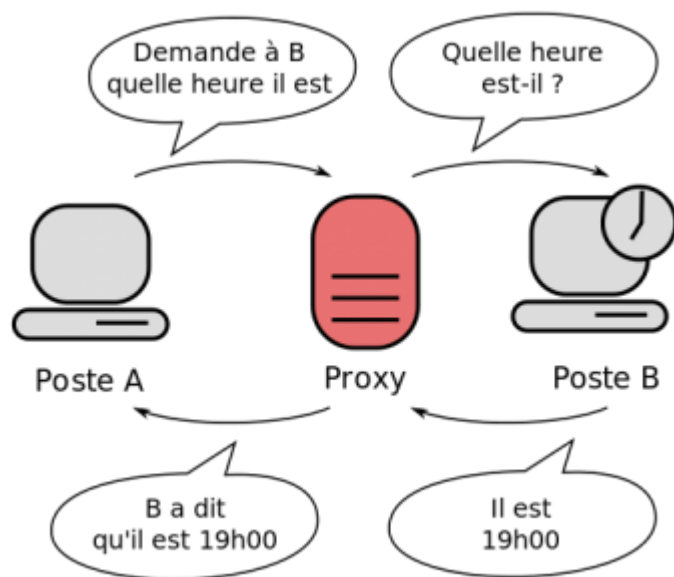 Demande à B
quelle heure il est
Quelle heure
est-il ?
Poste A
Proxy
Poste B
B a dit
qu'il est 19h00
Il est
19h00